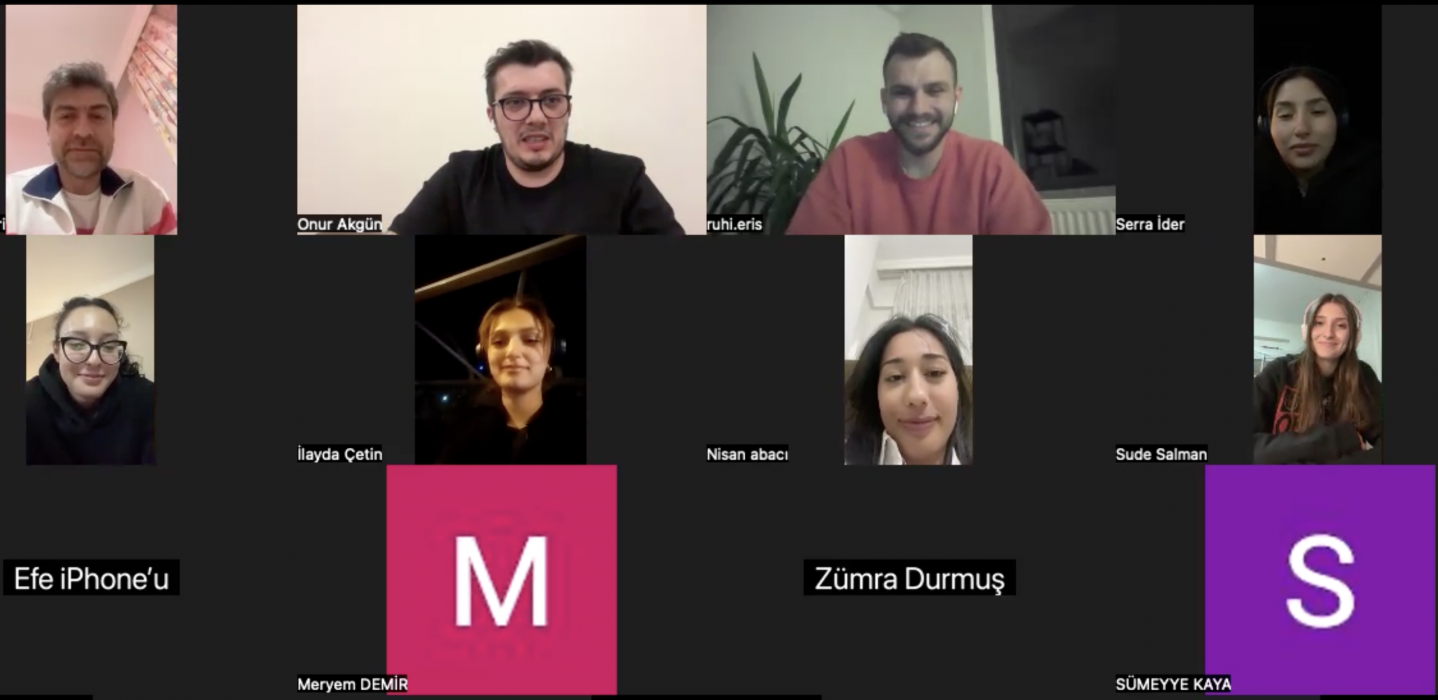 Onur Akgün
ruhi.eris
Serra İder
İlayda Çetin
Nisan abacı
Sude Salman
Efe iPhone’u
M
Zümra Durmuş
S
Meryem DEMİR
SÜMEYYE KAYA